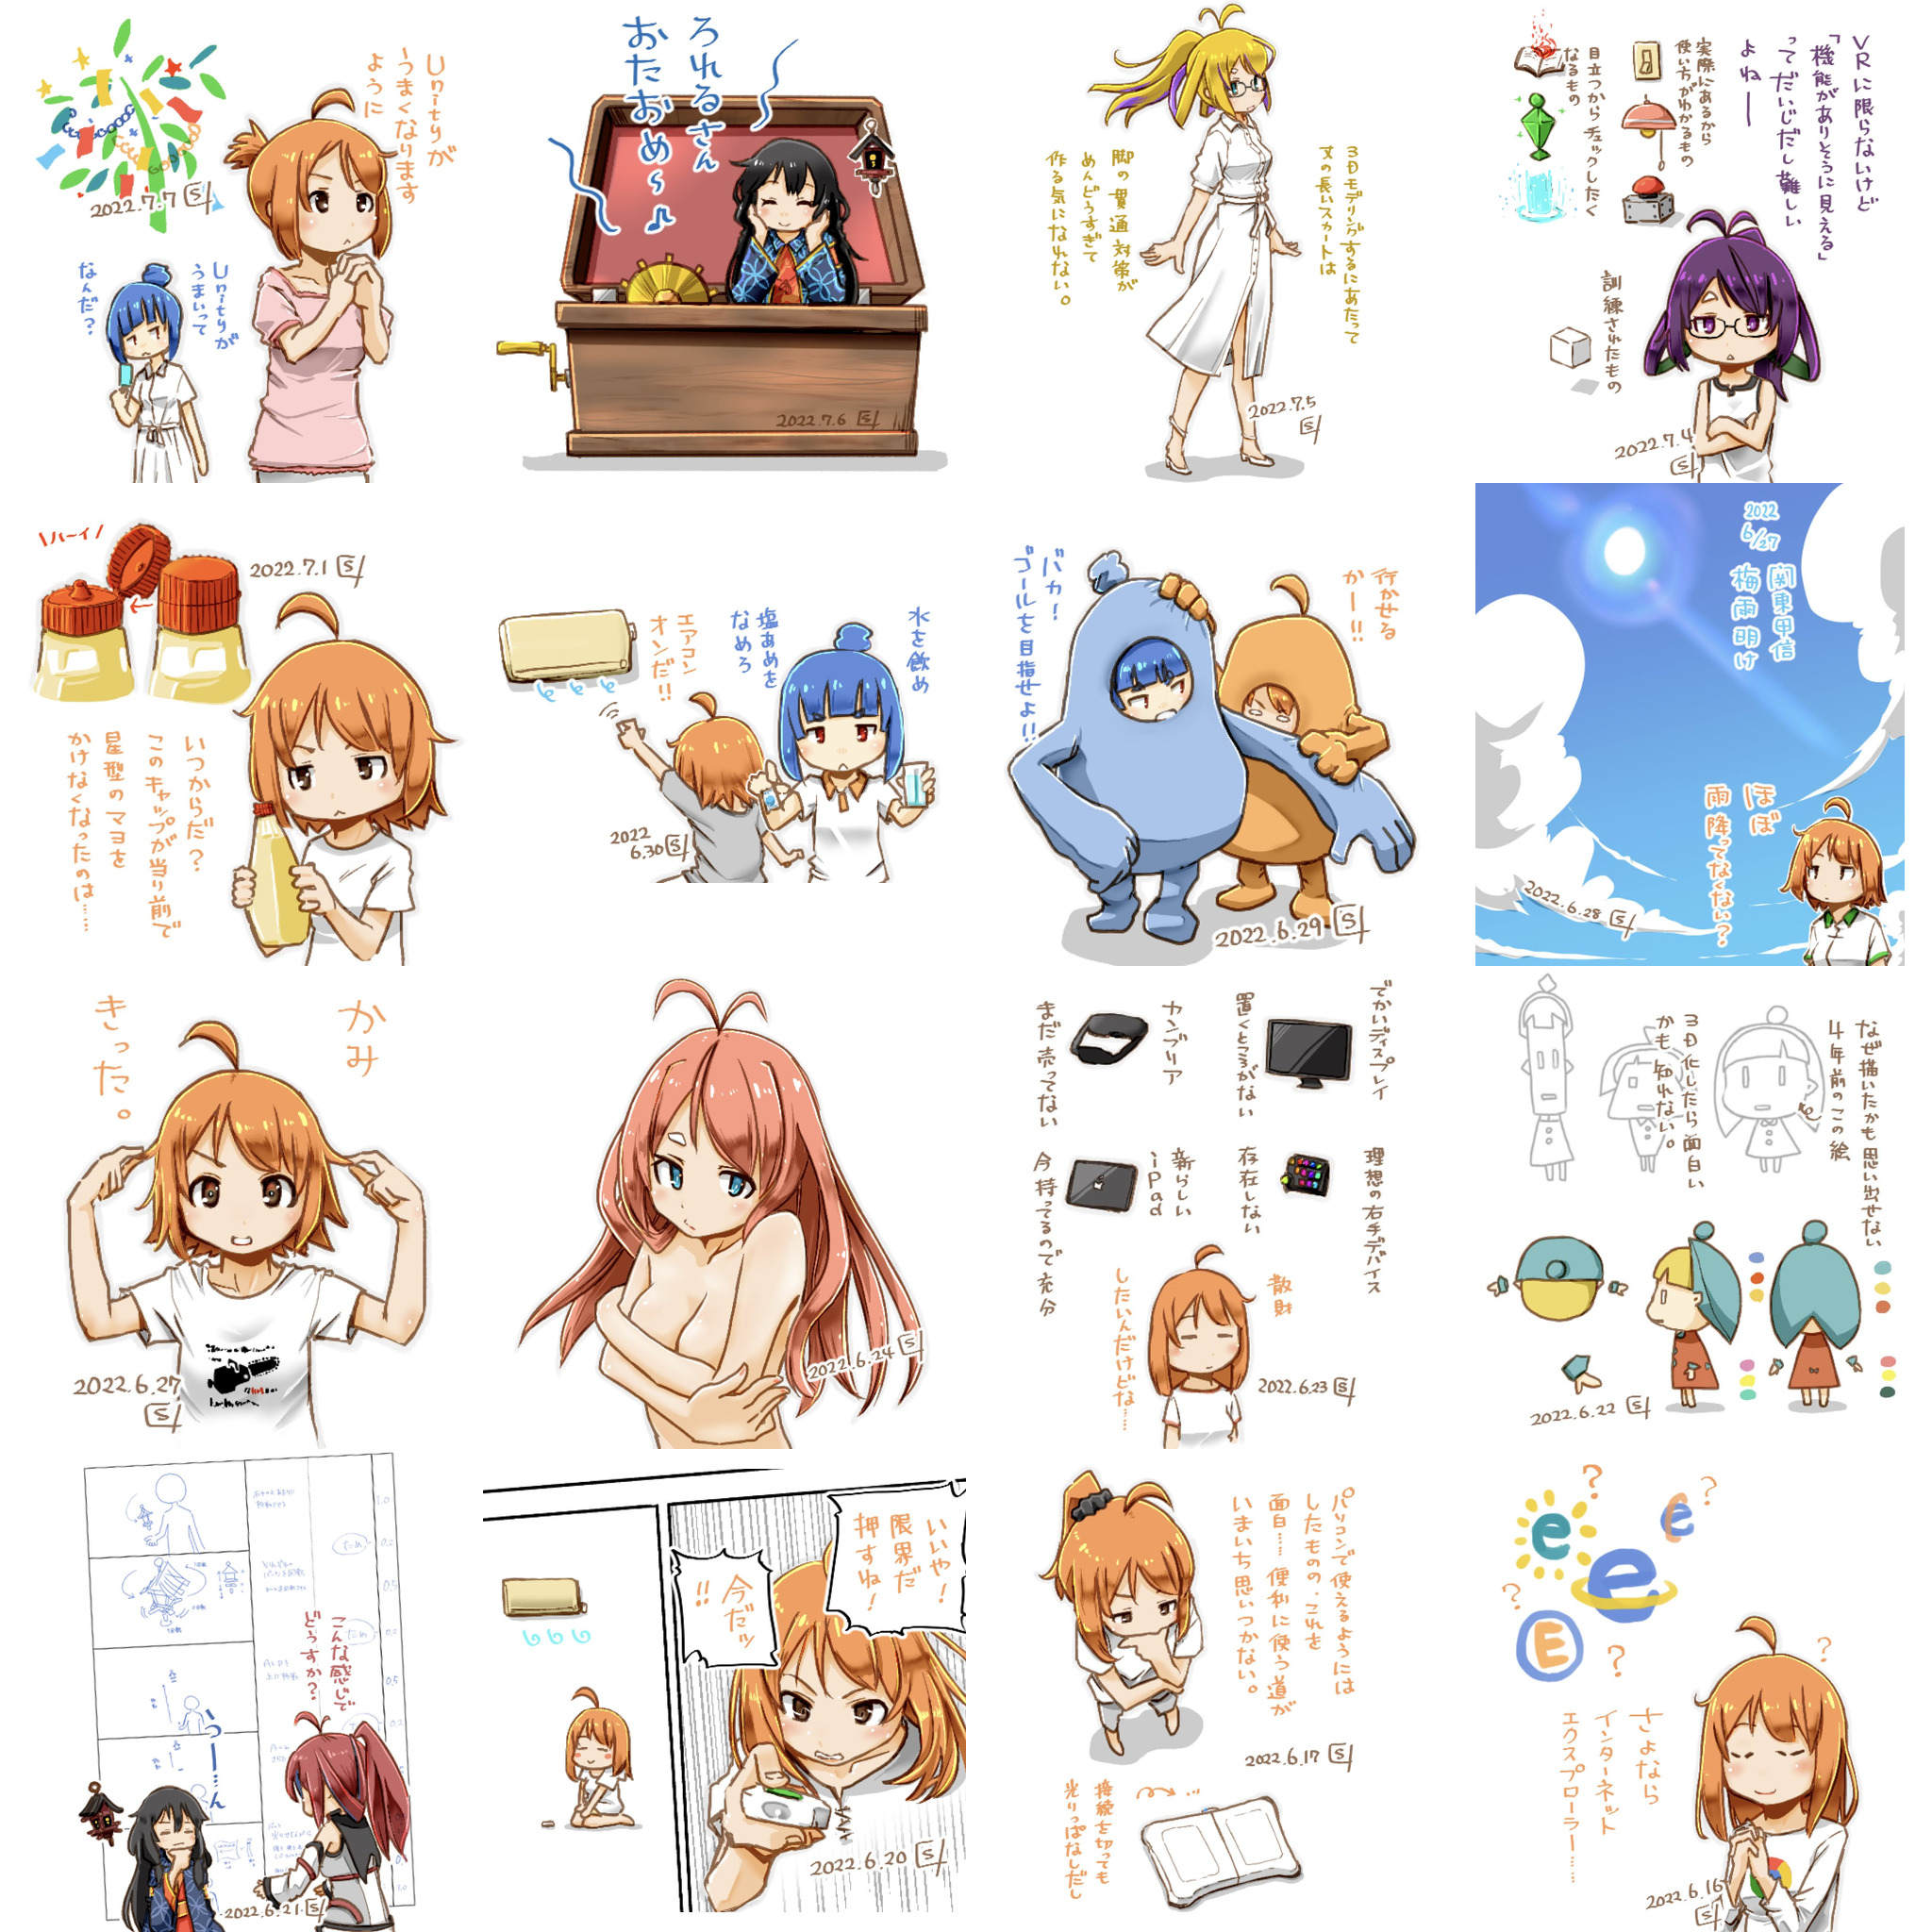 Unityが
うまくなります
ように
2022.7.7
Unityが
うまいって
なんだ？
ろれるさん
おたおめ〜♪
2022.7.6
3Dモデリングするにあたって
丈の長いスカートは
脚の貫通対策が
めんどうすぎて
作る気になれない。
2022.7.5
VRに限らないけど
「機能がありそうに見える」
ってだいじだし難しい
よねー
実際にあるから
使い方がわかるもの
目立つからチェックしたく
なるもの
訓練されたもの
2022.7.4
\ハーイ/
2022.7.1
いつからだ？
このキャップが当り前で
星型のマヨを
かけなくなったのは……
水を飲め
塩あめを
なめろ
エアコン
オンだ!!
2022
6.30
行かせる
かー!!
バカ！
ゴールを目指せよ!!
2022.6.29
2022
6/27
関東甲信
梅雨明け
ほぼ
雨降ってなくない？
2022.6.28
かみ
きった。
2022.6.27
2022.6.24
でかいディスプレイ
置くところがない
カンブリア
まだ売ってない
理想の右手デバイス
存在しない
新らしい
iPad
今持ってるので充分
散財
したいんだけどな……
2022.6.23
なぜ描いたかも思い出せない
4年前のこの絵
3D化したら面白い
かも知れない。
2022.6.22
こんな感じで
どうすか？
うーーん
2022.6.21
いいや！
限界だ
押すね！
今だッ
!!
2022.6.20
パソコンで使えるようには
したものの、これを
面白……便利に使う道が
いまいち思いつかない。
2022.6.17
接続を切っても
光りっぱなしだし
さよなら
インターネット
エクスプローラー……
2022.6.16